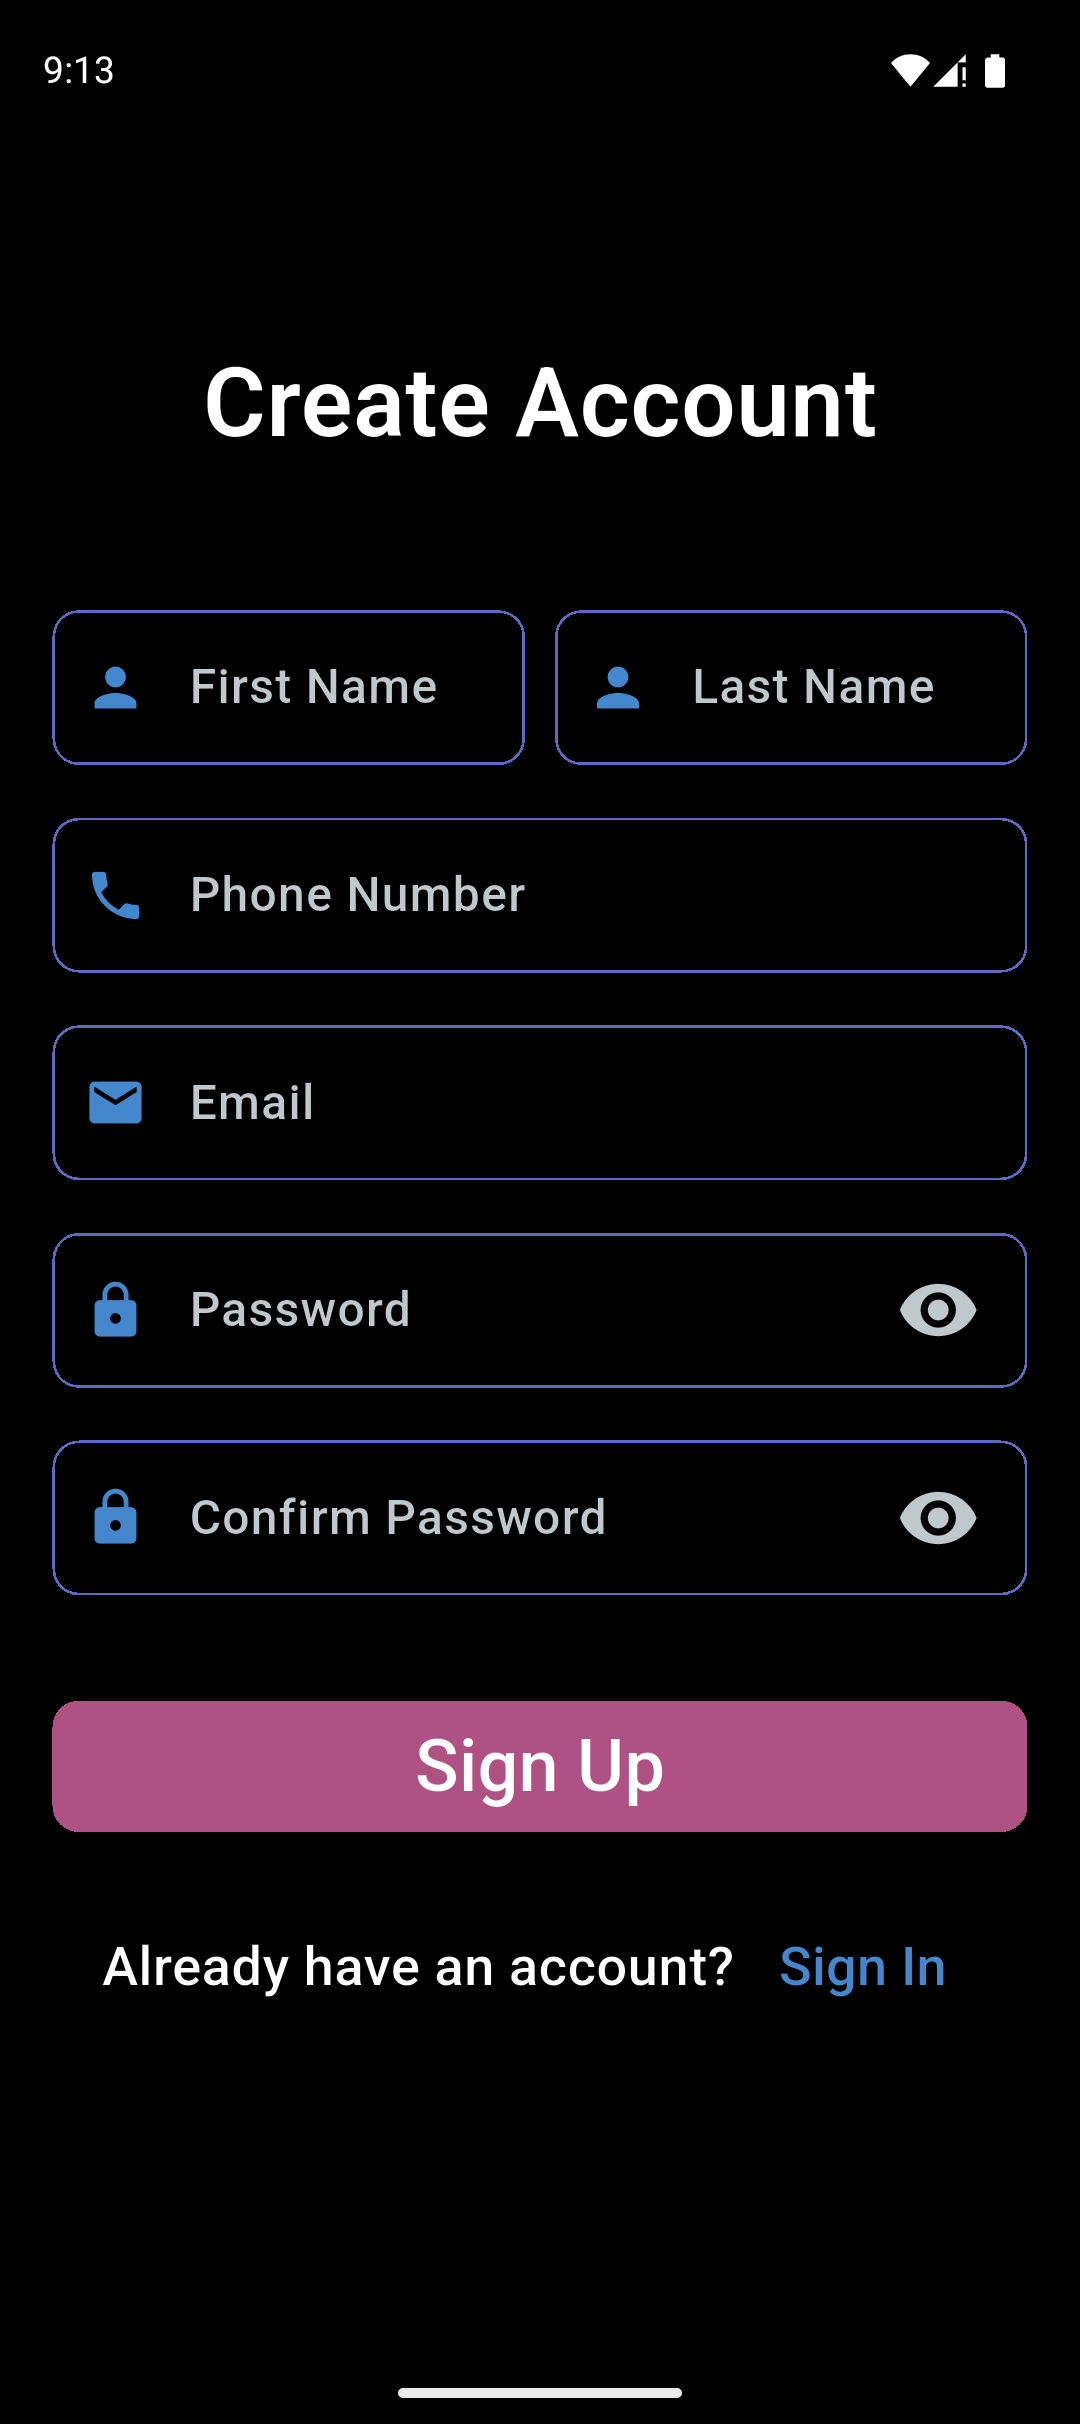 9:13
Create Account
First Name Last Name
Phone Number
Email
Password
Confirm Password
Sign Up
Already have an account? Sign In